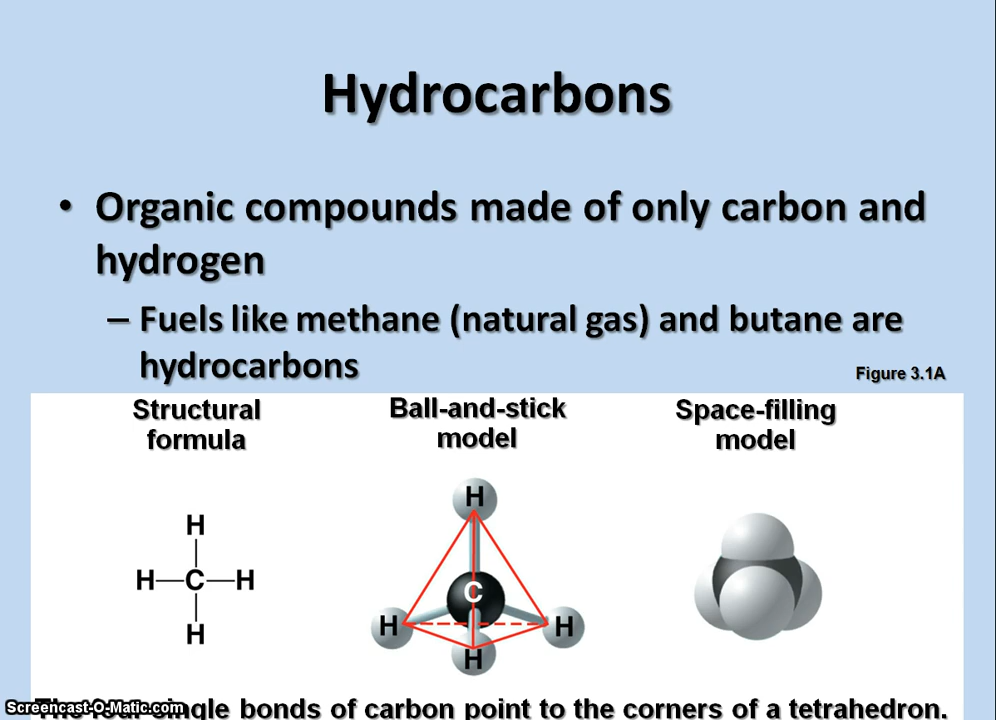 Hydrocarbons
• Organic compounds made of only carbon and
hydrogen
– Fuels like methane (natural gas) and butane are
hydrocarbons
Figure 3.1A
Structural
formula
Ball-and-stick
model
Space-filling
model
H
H—C—H
H
H
C
H H
H
The four single bonds of carbon point to the corners of a tetrahedron.
Screencast-O-Matic.com